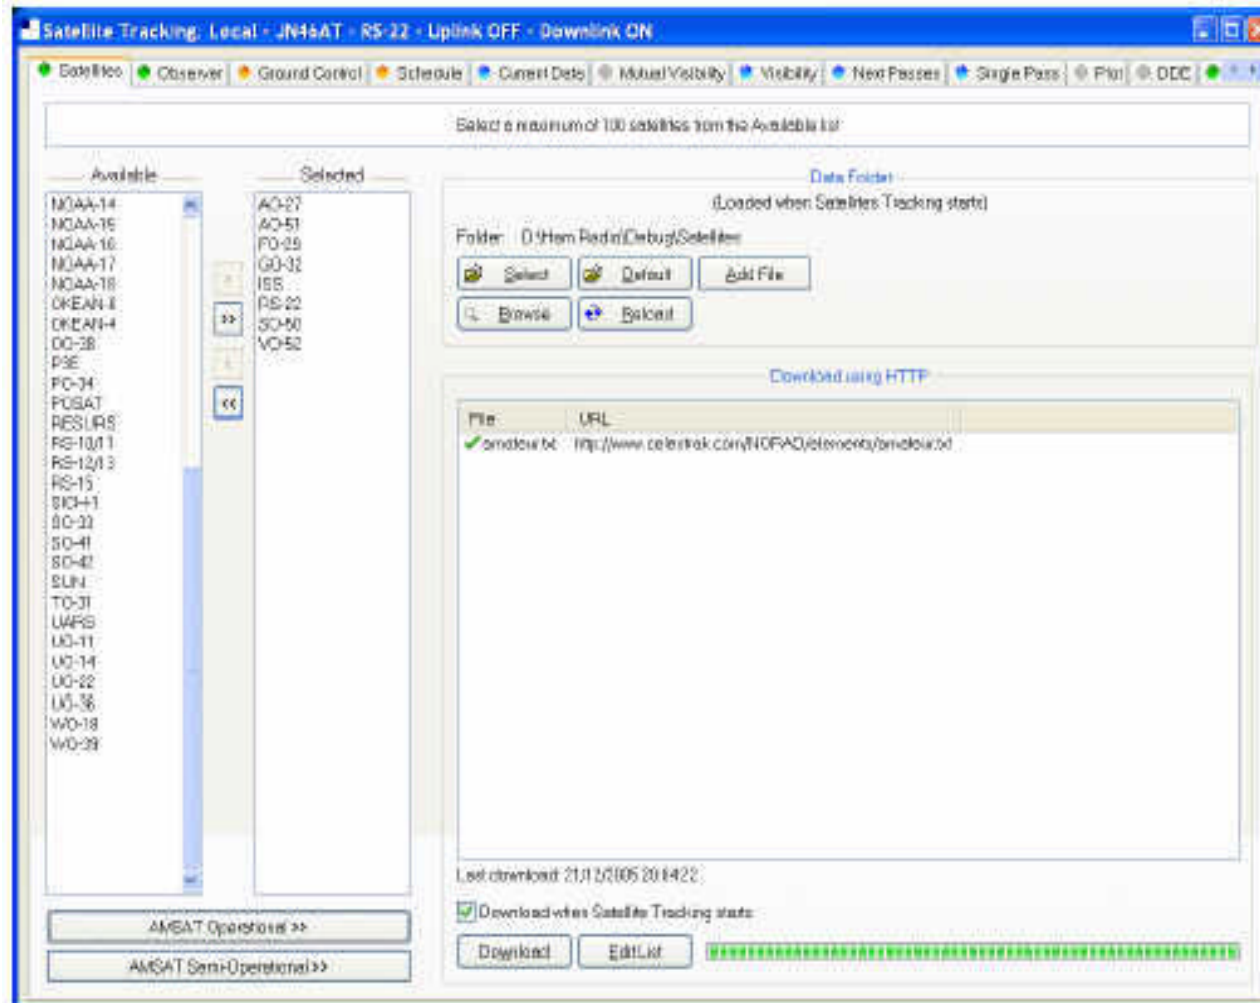 Satellite Tracking: Local - JN46AT - RS-22 - Uplink OFF - Downlink ON
Satellites Observer Ground Control Schedule Current Data Mutual Visibility Visibility Next Passes Single Pass Plot DDE
Select a maximum of 100 satellites from the Available list
Available
NOAA-14
NOAA-15
NOAA-16
NOAA-17
NOAA-18
OKEAN-4
OO-38
P3E
PO-34
POSAT
RESURS
RS-10/11
RS-12/13
RS-15
SICH-1
SO-33
SO-41
SO-42
SUN
TO-31
UARS
UO-11
UO-14
UO-22
UO-36
WO-18
WO-39
>>
<<
Selected
AO-27
AO-51
FO-29
GO-32
ISS
RS-22
SO-50
VO-52
AMSAT Operational >>
AMSAT Semi-Operational >>
Data Folder
(Loaded when Satellites Tracking starts)
Folder: D:\Ham Radio\Debug\Satellites
Select Default Add File
Browse Reload
Download using HTTP
File URL
amateur.txt http://www.celestrak.com/NORAD/elements/amateur.txt
Last download: 21/12/2005
Download when Satellite Tracking starts
Download Edit List